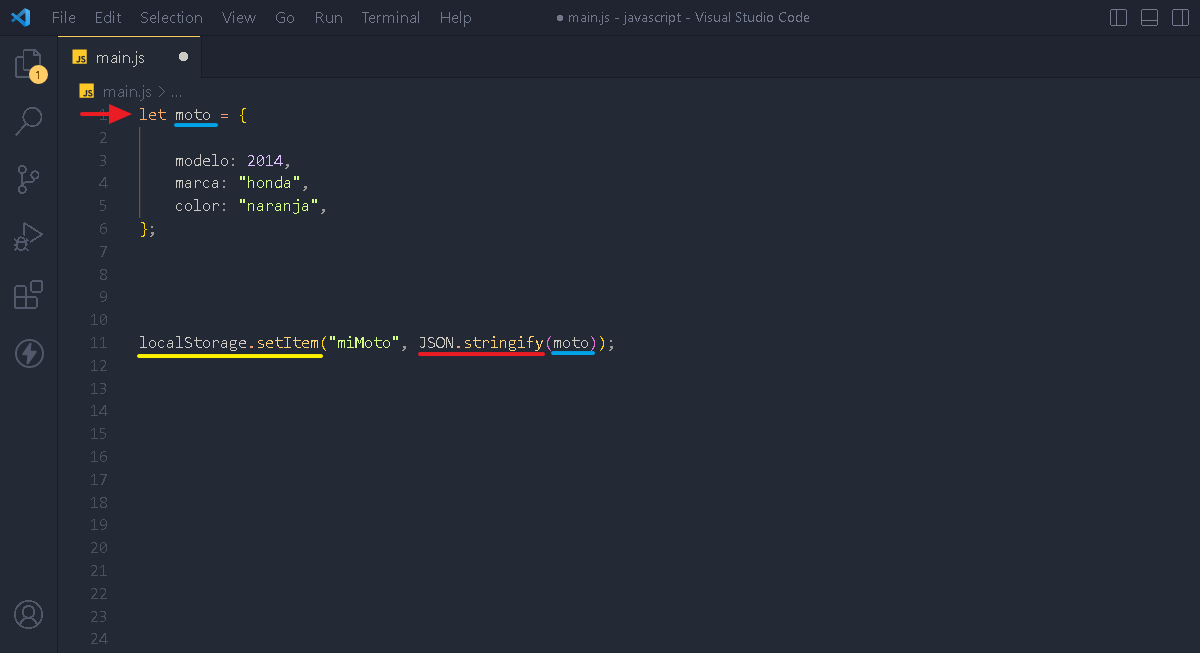 File Edit Selection View Go Run Terminal Help ● main.js - javascript - Visual Studio Code
JS main.js ●
1
JS main.js > ...
1 let moto = {
2
3 modelo: 2014,
4 marca: "honda",
5 color: "naranja",
6 };
7
8
9
10
11 localStorage.setItem("miMoto", JSON.stringify(moto));
12
13
14
15
16
17
18
19
20
21
22
23
24